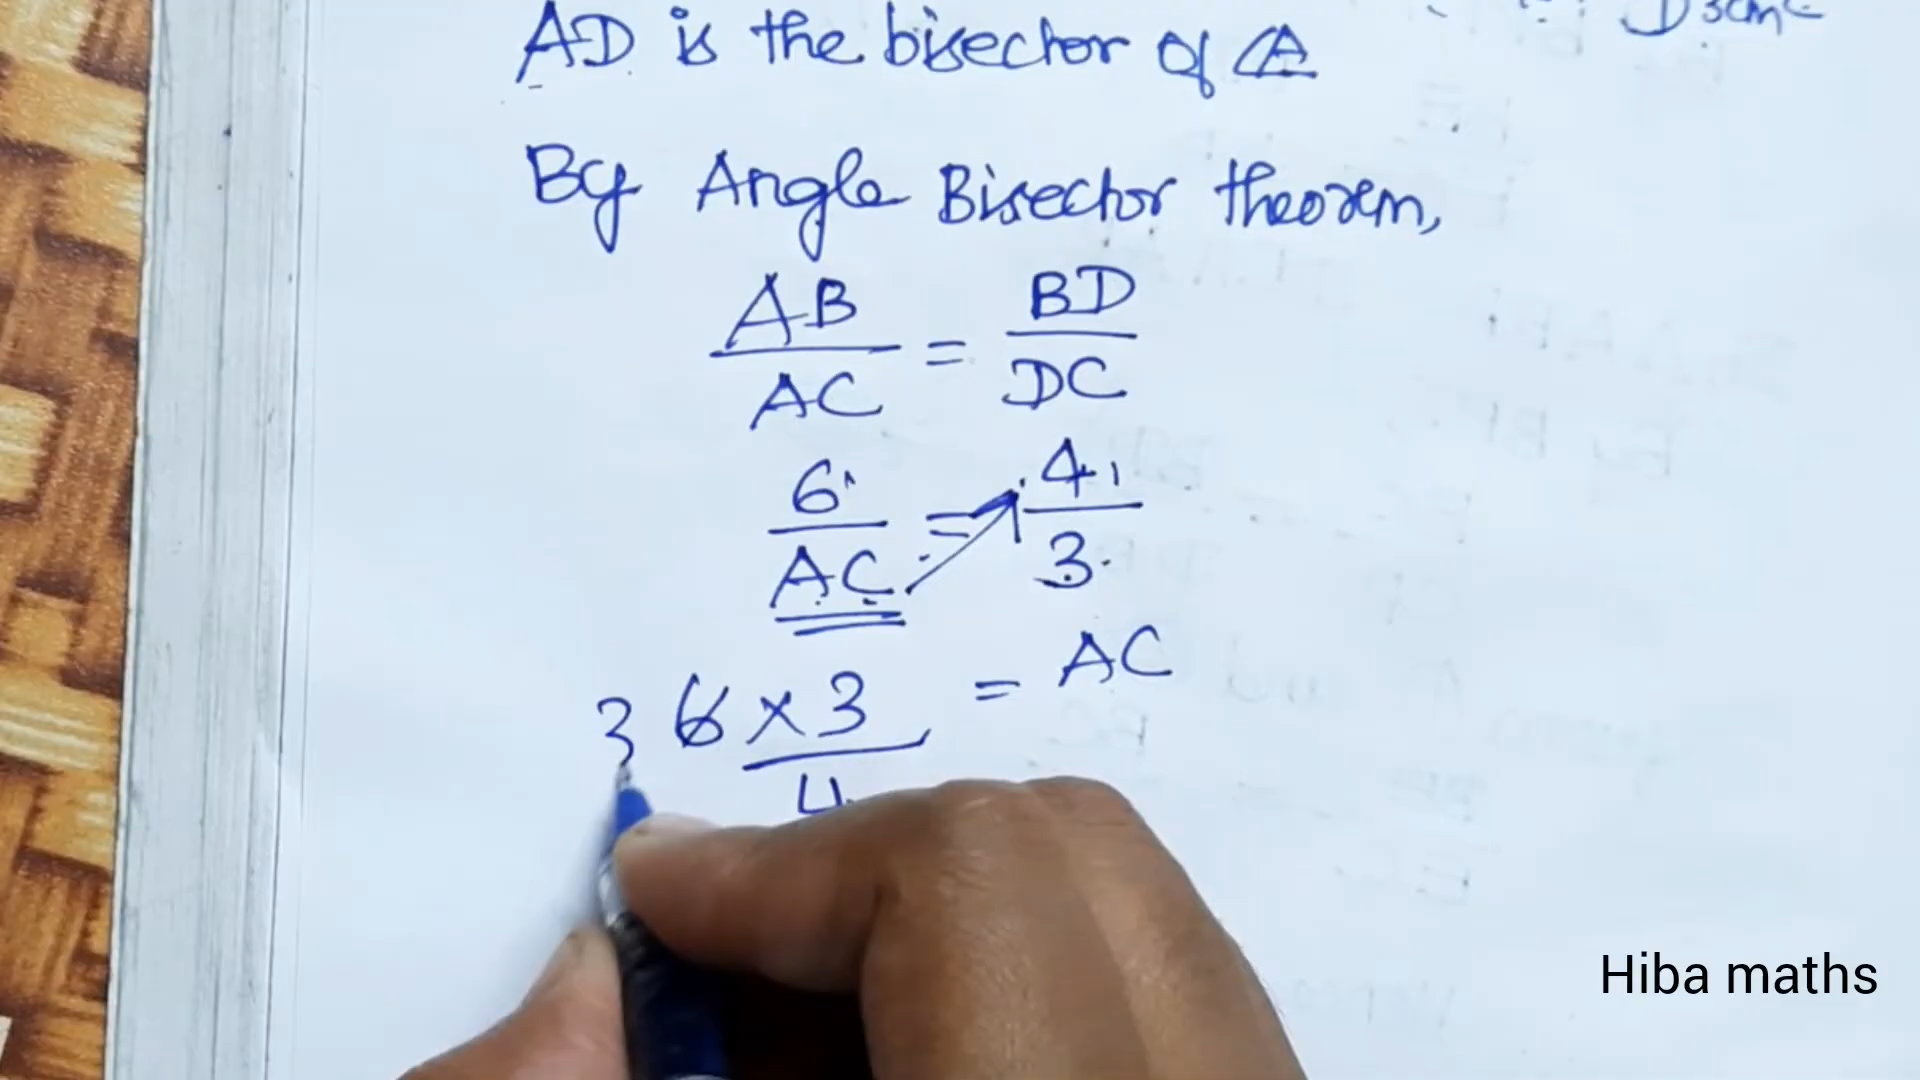 D 3cm C
AD is the bisector of ∠A
By Angle Bisector theorem,
AB/AC = BD/DC
6/AC = 4/3
3 6 × 3 / 4 = AC
Hiba maths